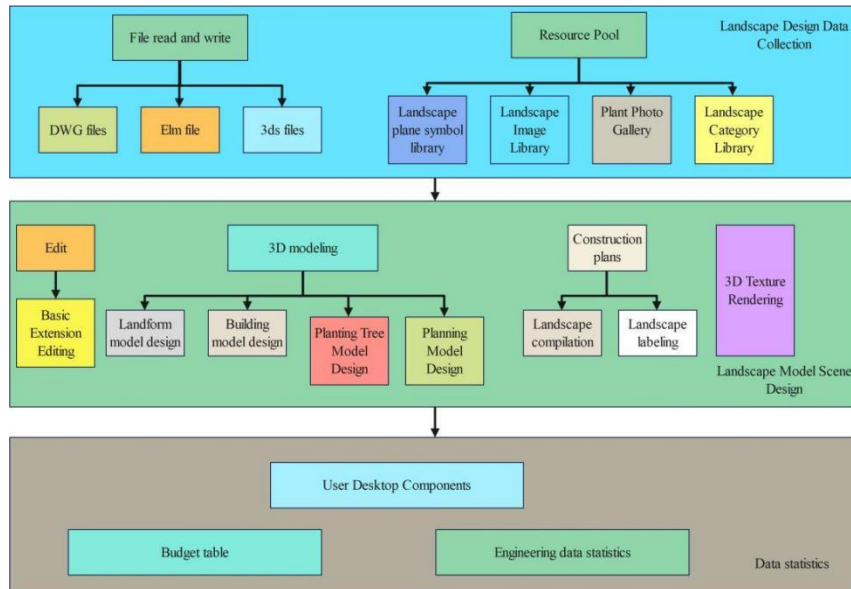 File read and write
Resource Pool
Landscape Design Data
Collection
DWG files
Elm file
3ds files
Landscape
plane symbol
library
Landscape
Image
Library
Plant Photo
Gallery
Landscape
Category
Library
Edit
3D modeling
Construction
plans
3D Texture
Rendering
Basic
Extension
Editing
Landform
model design
Building
model design
Planting Tree
Model
Design
Planning
Model
Design
Landscape
compilation
Landscape
labeling
Landscape Model Scene
Design
User Desktop Components
Budget table
Engineering data statistics
Data statistics